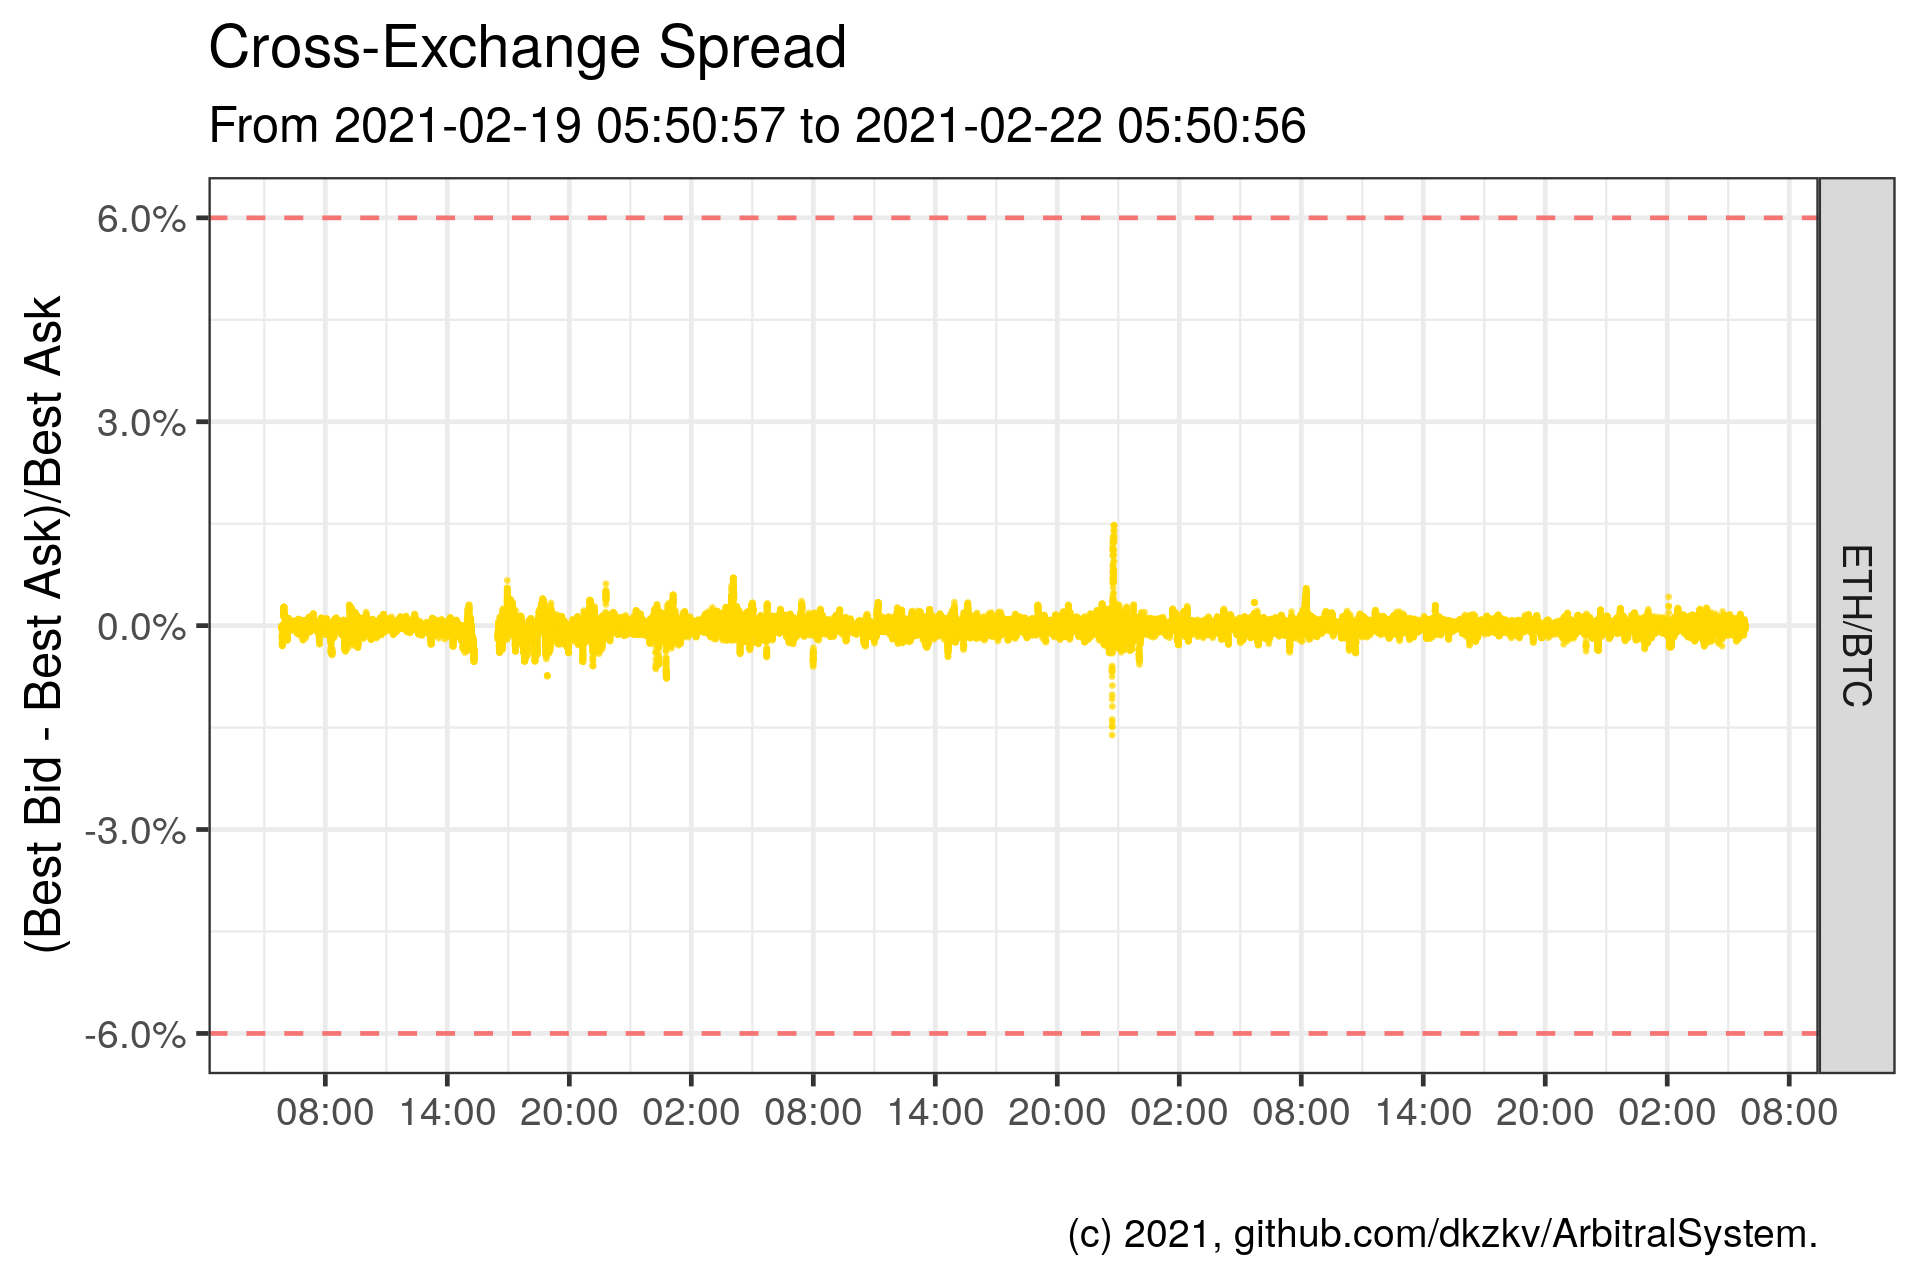 Cross-Exchange Spread
From 2021-02-19 05:50:57 to 2021-02-22 05:50:56
(Best Bid - Best Ask)/Best Ask
6.0%
3.0%
0.0%
-3.0%
-6.0%
ETH/BTC
08:00 14:00 20:00 02:00 08:00 14:00 20:00 02:00 08:00 14:00 20:00 02:00 08:00
(c) 2021, github.com/dkzkv/ArbitralSystem.